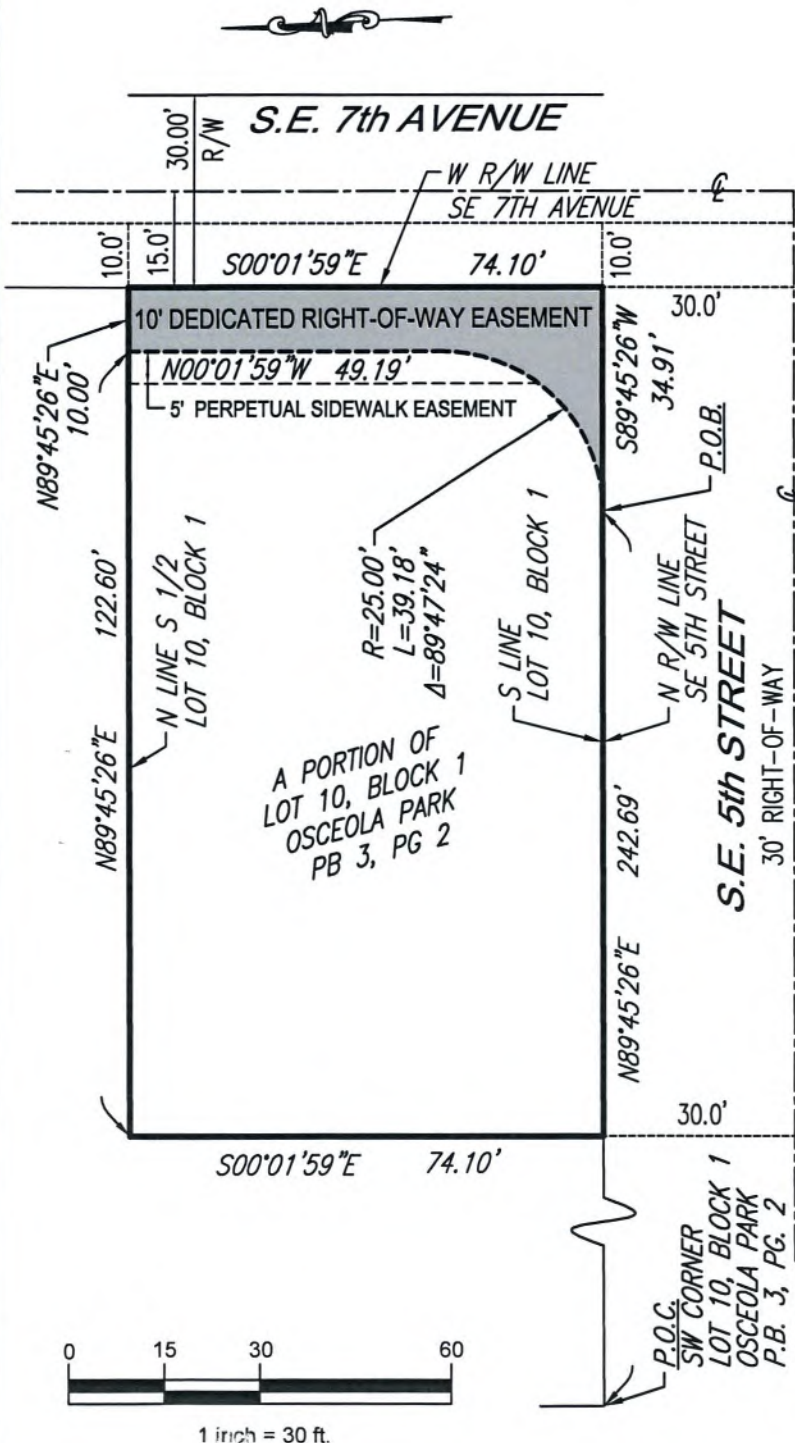 N
S.E. 7th AVENUE
30.00'
R/W
W R/W LINE
SE 7TH AVENUE
℄
10.0'
15.0'
S00°01'59"E 74.10'
10.0'
30.0'
10' DEDICATED RIGHT-OF-WAY EASEMENT
N89°45'26"E
10.00'
N00°01'59"W 49.19'
5' PERPETUAL SIDEWALK EASEMENT
S89°45'26"W
34.91'
P.O.B.
℄
122.60'
N89°45'26"E
N LINE S 1/2
LOT 10, BLOCK 1
R=25.00'
L=39.18'
Δ=89°47'24"
S LINE
LOT 10, BLOCK 1
N R/W LINE
SE 5TH STREET
S.E. 5th STREET
30' RIGHT-OF-WAY
A PORTION OF
LOT 10, BLOCK 1
OSCEOLA PARK
PB 3, PG 2
242.69'
N89°45'26"E
30.0'
S00°01'59"E 74.10'
P.O.C.
SW CORNER
LOT 10, BLOCK 1
OSCEOLA PARK
P.B. 3, PG. 2
0 15 30 60
1 inch = 30 ft.